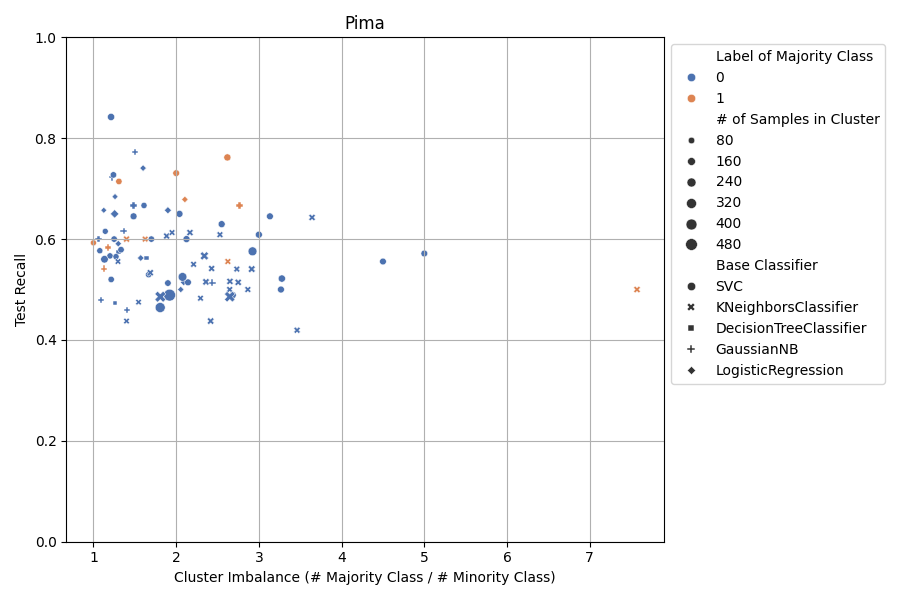 Pima
1.0
0.8
0.6
0.4
0.2
0.0
Test Recall
1 2 3 4 5 6 7
Cluster Imbalance (# Majority Class / # Minority Class)
Label of Majority Class
0
1
# of Samples in Cluster
80
160
240
320
400
480
Base Classifier
SVC
KNeighborsClassifier
DecisionTreeClassifier
GaussianNB
LogisticRegression